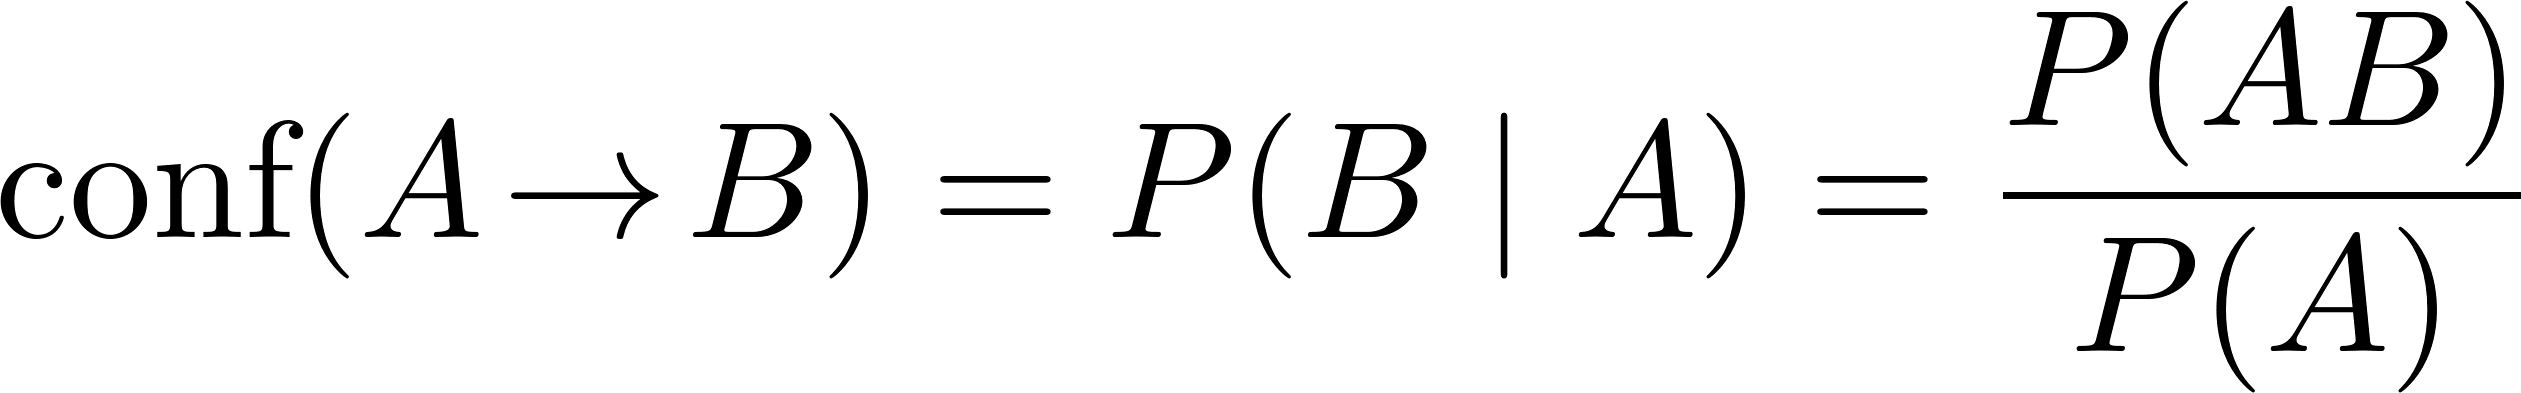 conf(A → B) = P(B | A) = P(AB) / P(A)